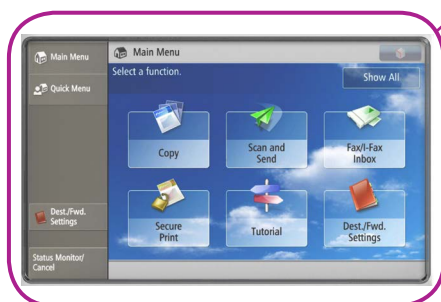 Main Menu
Quick Menu
Dest./Fwd.
Settings
Status Monitor/
Cancel
Main Menu
Select a function.
Show All
Copy
Scan and
Send
Fax/I-Fax
Inbox
Secure
Print
Tutorial
Dest./Fwd.
Settings